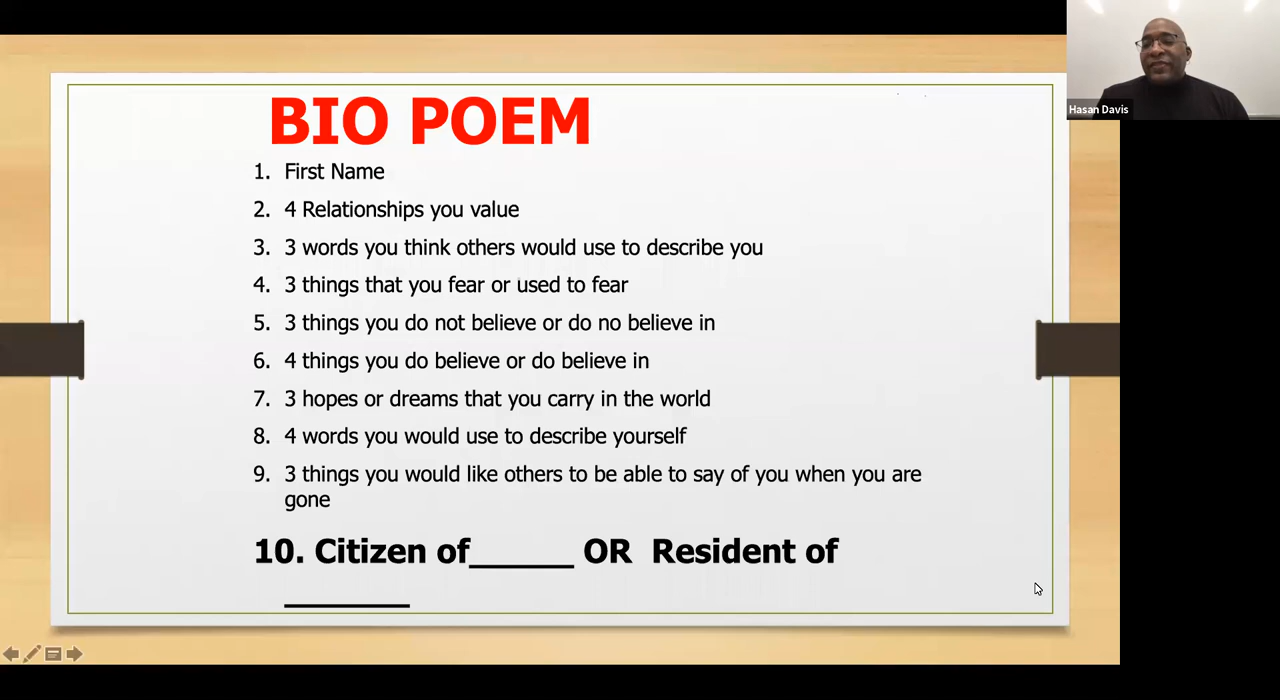 BIO POEM
1. First Name
2. 4 Relationships you value
3. 3 words you think others would use to describe you
4. 3 things that you fear or used to fear
5. 3 things you do not believe or do no believe in
6. 4 things you do believe or do believe in
7. 3 hopes or dreams that you carry in the world
8. 4 words you would use to describe yourself
9. 3 things you would like others to be able to say of you when you are
gone
10. Citizen of______ OR Resident of
________
Hasan Davis